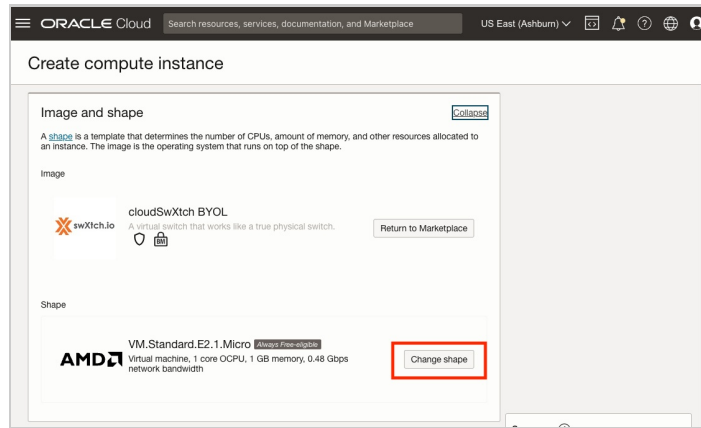 ORACLE Cloud
Search resources, services, documentation, and Marketplace
US East (Ashburn)
Create compute instance
Image and shape
Collapse
A shape is a template that determines the number of CPUs, amount of memory, and other resources allocated to
an instance. The image is the operating system that runs on top of the shape.
Image
swXtch.io
cloudSwXtch BYOL
A virtual switch that works like a true physical switch.
BM
Return to Marketplace
Shape
AMD
VM.Standard.E2.1.Micro Always Free-eligible
Virtual machine, 1 core OCPU, 1 GB memory, 0.48 Gbps
network bandwidth
Change shape